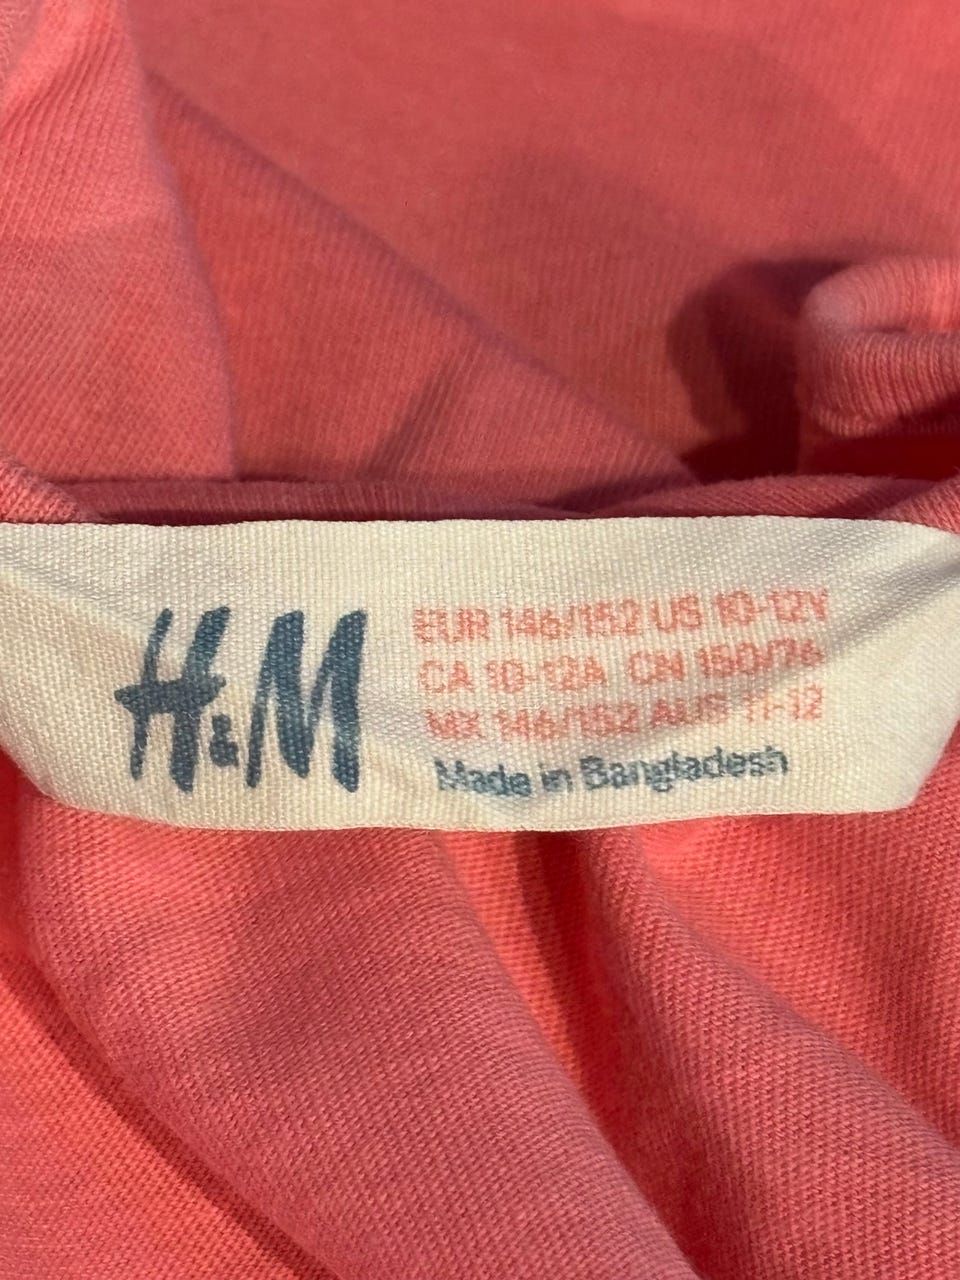 H&M
EUR 146/152 US 10-12Y
CA 10-12A CN 150/76
MX 146/152 AUS 11-12
Made in Bangladesh